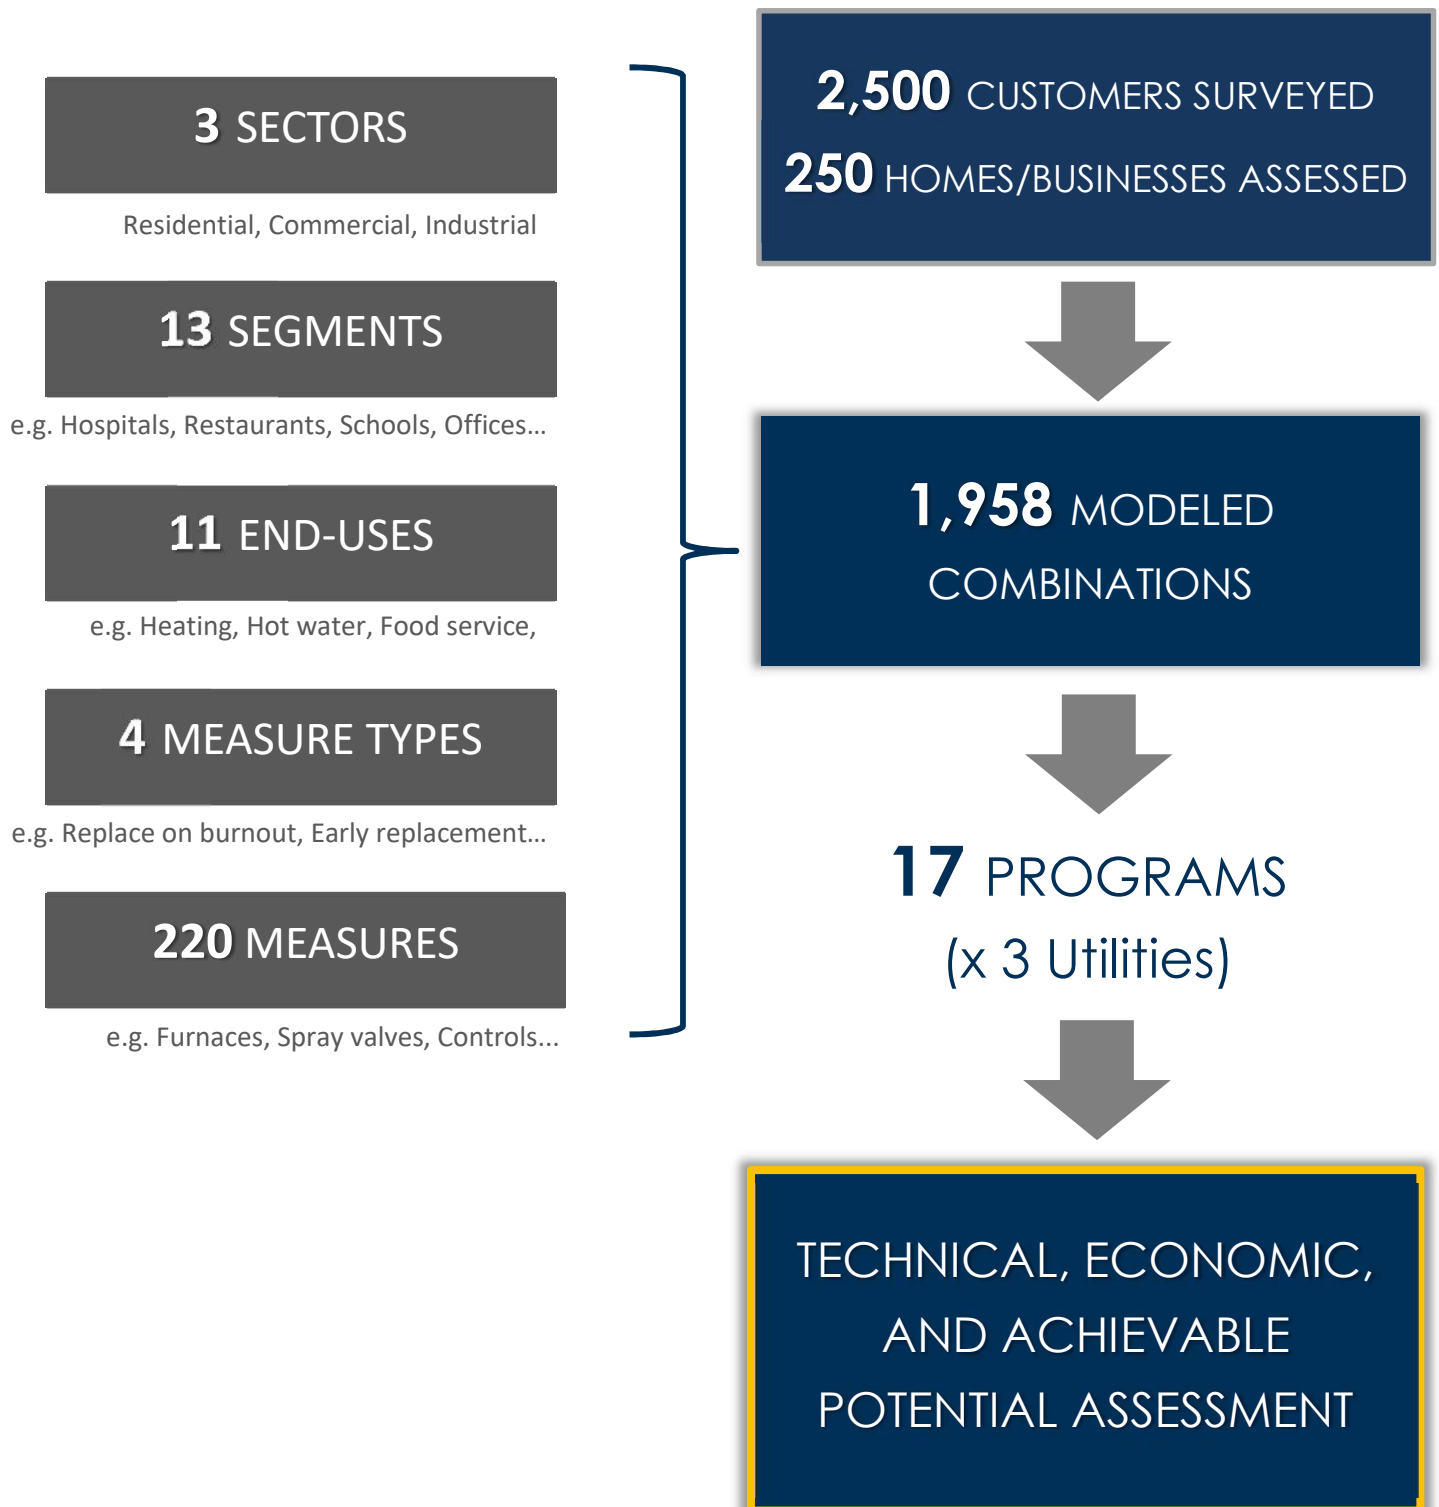 3 SECTORS
Residential, Commercial, Industrial
13 SEGMENTS
e.g. Hospitals, Restaurants, Schools, Offices…
11 END-USES
e.g. Heating, Hot water, Food service,
4 MEASURE TYPES
e.g. Replace on burnout, Early replacement…
220 MEASURES
e.g. Furnaces, Spray valves, Controls...
2,500 CUSTOMERS SURVEYED
250 HOMES/BUSINESSES ASSESSED
1,958 MODELED
COMBINATIONS
17 PROGRAMS
(x 3 Utilities)
TECHNICAL, ECONOMIC,
AND ACHIEVABLE
POTENTIAL ASSESSMENT